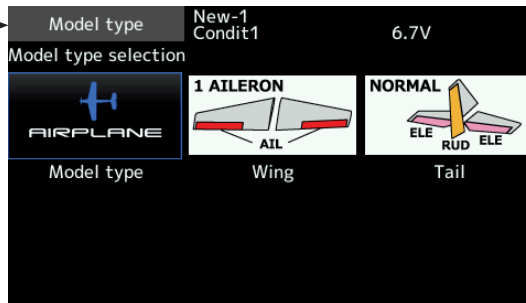 Model type
New-1
Condit1
6.7V
Model type selection
AIRPLANE
1 AILERON
AIL
NORMAL
ELE
RUD
ELE
Model type
Wing
Tail